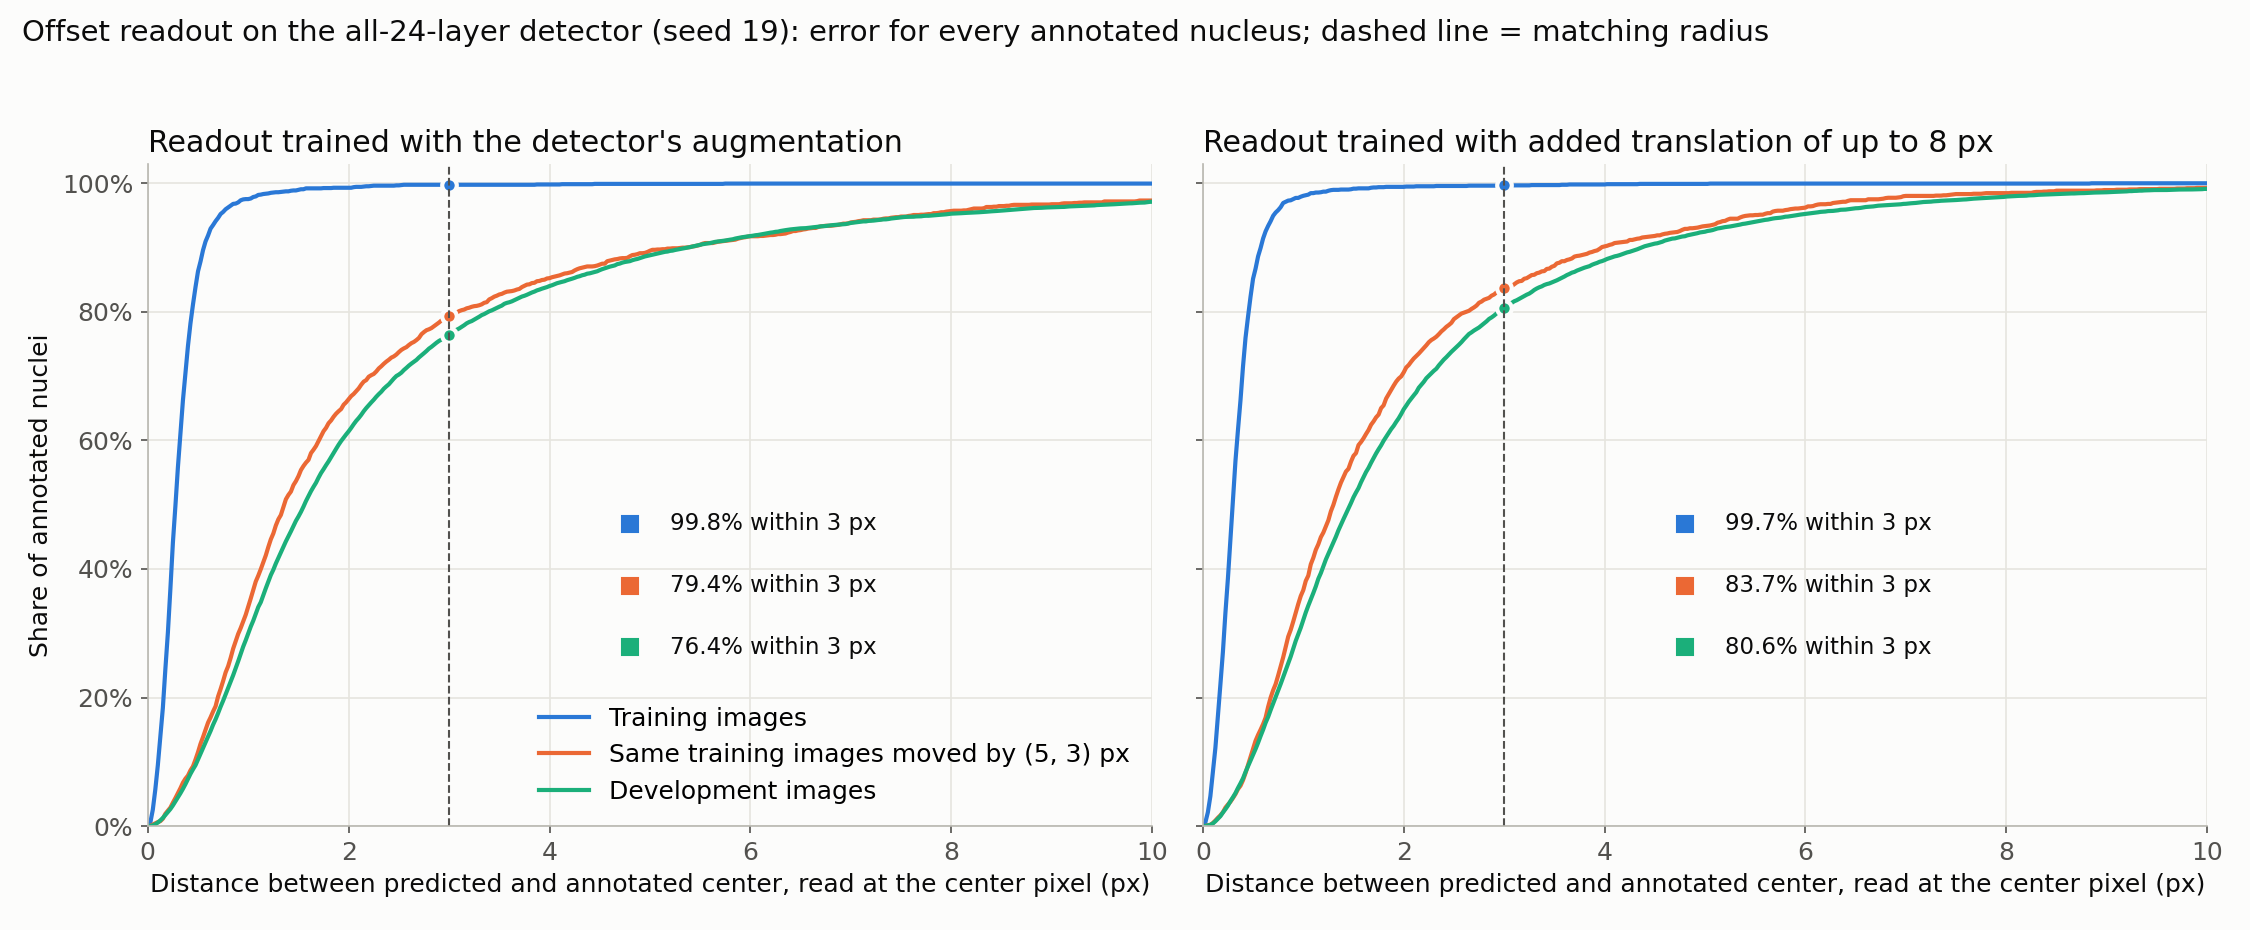 Offset readout on the all-24-layer detector (seed 19): error for every annotated nucleus; dashed line = matching radius
Readout trained with the detector's augmentation
Share of annotated nuclei
100%
80%
60%
40%
20%
0%
99.8% within 3 px
79.4% within 3 px
76.4% within 3 px
Training images
Same training images moved by (5, 3) px
Development images
0 2 4 6 8 10
Distance between predicted and annotated center, read at the center pixel (px)
Readout trained with added translation of up to 8 px
99.7% within 3 px
83.7% within 3 px
80.6% within 3 px
0 2 4 6 8 10
Distance between predicted and annotated center, read at the center pixel (px)